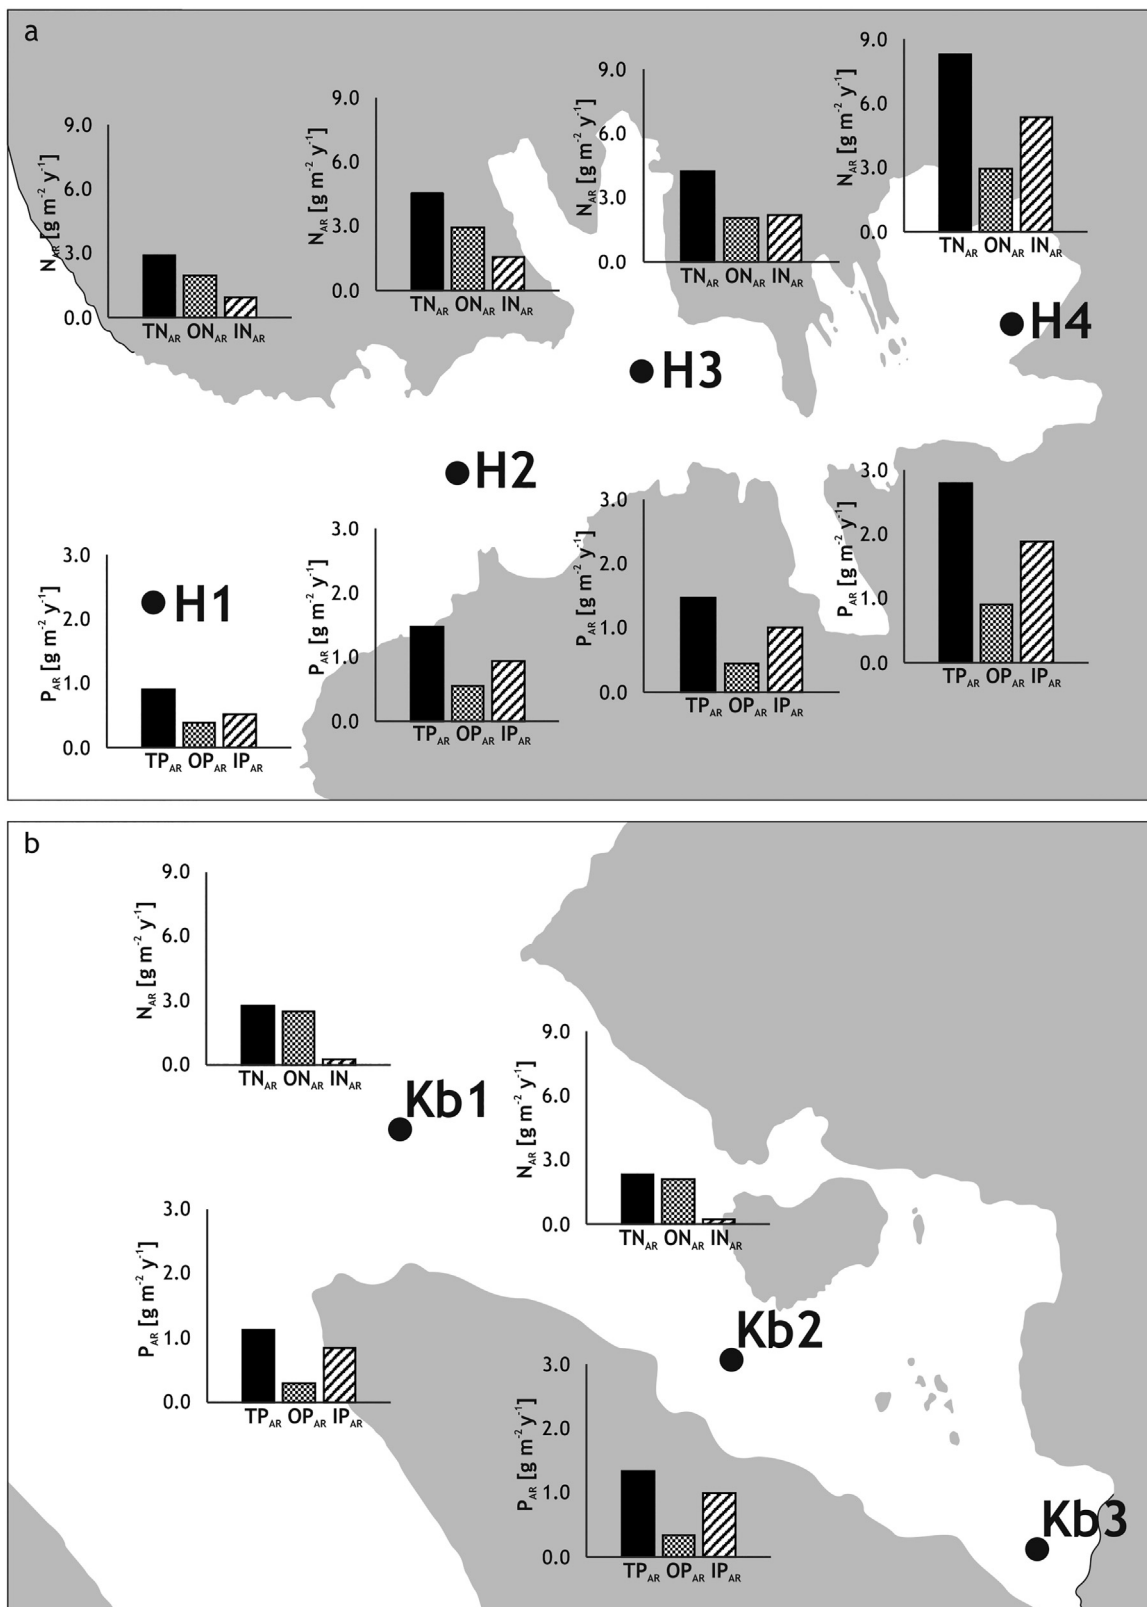 a
9.0
6.0
3.0
0.0
N_AR [g m⁻² y⁻¹]
TN_AR ON_AR IN_AR
9.0
6.0
3.0
0.0
N_AR [g m⁻² y⁻¹]
TN_AR ON_AR IN_AR
9.0
6.0
3.0
0.0
N_AR [g m⁻² y⁻¹]
TN_AR ON_AR IN_AR
9.0
6.0
3.0
0.0
N_AR [g m⁻² y⁻¹]
TN_AR ON_AR IN_AR
H4
H3
H2
H1
3.0
2.0
1.0
0.0
P_AR [g m⁻² y⁻¹]
TP_AR OP_AR IP_AR
3.0
2.0
1.0
0.0
P_AR [g m⁻² y⁻¹]
TP_AR OP_AR IP_AR
3.0
2.0
1.0
0.0
P_AR [g m⁻² y⁻¹]
TP_AR OP_AR IP_AR
3.0
2.0
1.0
0.0
P_AR [g m⁻² y⁻¹]
TP_AR OP_AR IP_AR
b
9.0
6.0
3.0
0.0
N_AR [g m⁻² y⁻¹]
TN_AR ON_AR IN_AR
Kb1
9.0
6.0
3.0
0.0
N_AR [g m⁻² y⁻¹]
TN_AR ON_AR IN_AR
3.0
2.0
1.0
0.0
P_AR [g m⁻² y⁻¹]
TP_AR OP_AR IP_AR
Kb2
3.0
2.0
1.0
0.0
P_AR [g m⁻² y⁻¹]
TP_AR OP_AR IP_AR
Kb3